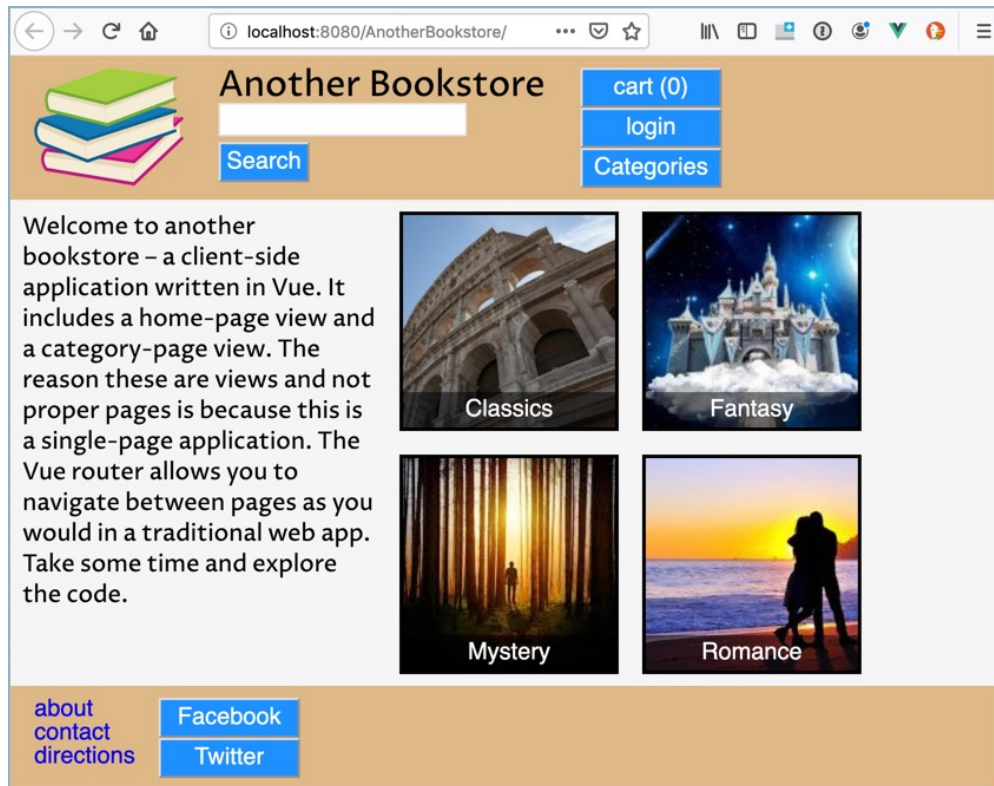 localhost:8080/AnotherBookstore/
Another Bookstore
Search
cart (0)
login
Categories
Welcome to another
bookstore – a client-side
application written in Vue. It
includes a home-page view and
a category-page view. The
reason these are views and not
proper pages is because this is
a single-page application. The
Vue router allows you to
navigate between pages as you
would in a traditional web app.
Take some time and explore
the code.
Classics
Fantasy
Mystery
Romance
about
contact
directions
Facebook
Twitter